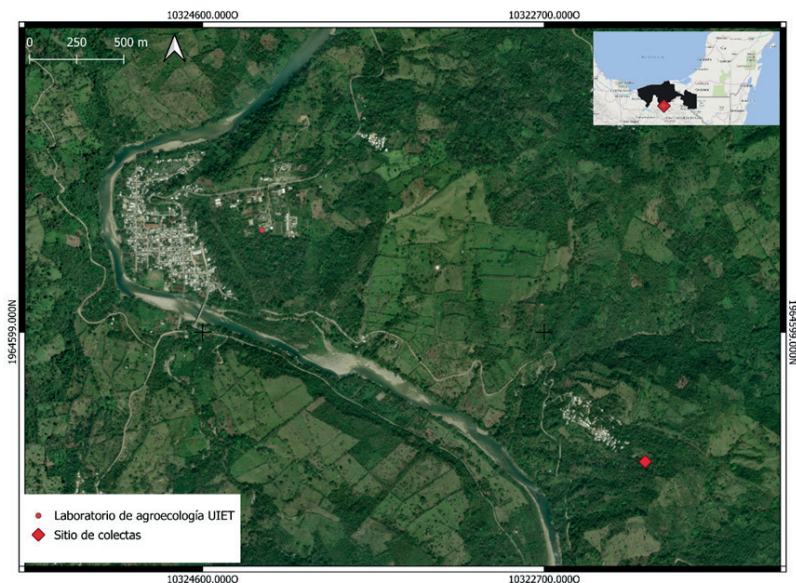 10324600.000O
10322700.000O
0 250 500 m
1964599.000N
1964599.000N
Laboratorio de agroecología UIET
Sitio de colectas
10324600.000O
10322700.000O